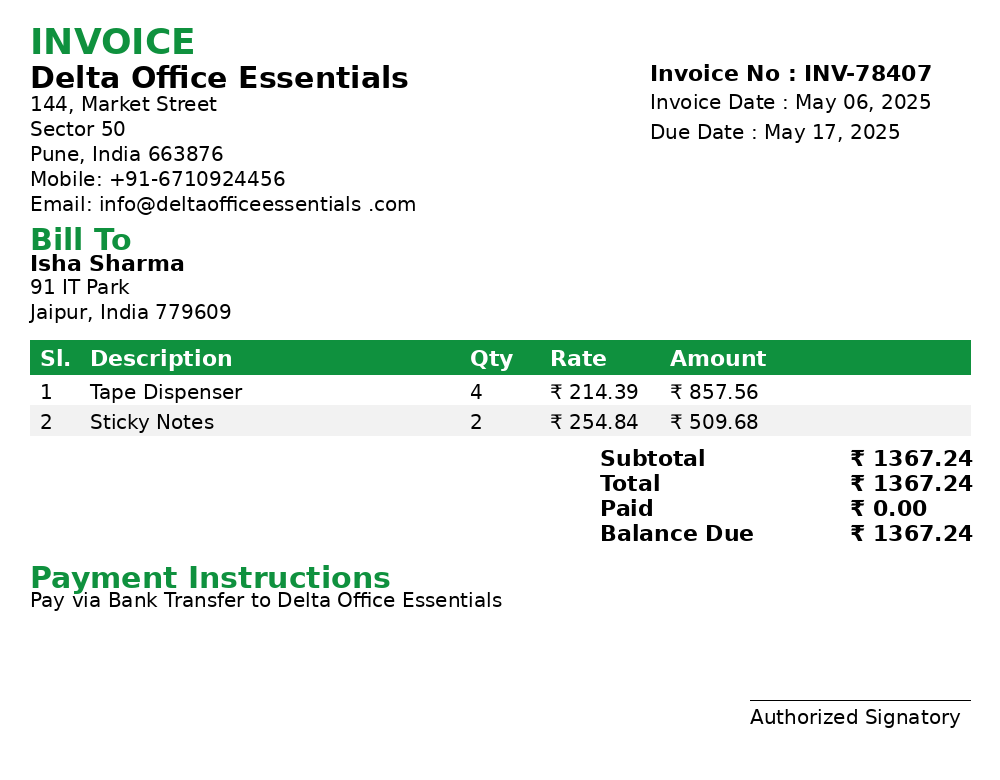 INVOICE
Delta Office Essentials
144, Market Street
Sector 50
Pune, India 663876
Mobile: +91-6710924456
Email: info@deltaofficeessentials .com
Invoice No : INV-78407
Invoice Date : May 06, 2025
Due Date : May 17, 2025
Bill To
Isha Sharma
91 IT Park
Jaipur, India 779609
Sl. Description Qty Rate Amount
1 Tape Dispenser 4 ₹ 214.39 ₹ 857.56
2 Sticky Notes 2 ₹ 254.84 ₹ 509.68
Subtotal ₹ 1367.24
Total ₹ 1367.24
Paid ₹ 0.00
Balance Due ₹ 1367.24
Payment Instructions
Pay via Bank Transfer to Delta Office Essentials
Authorized Signatory